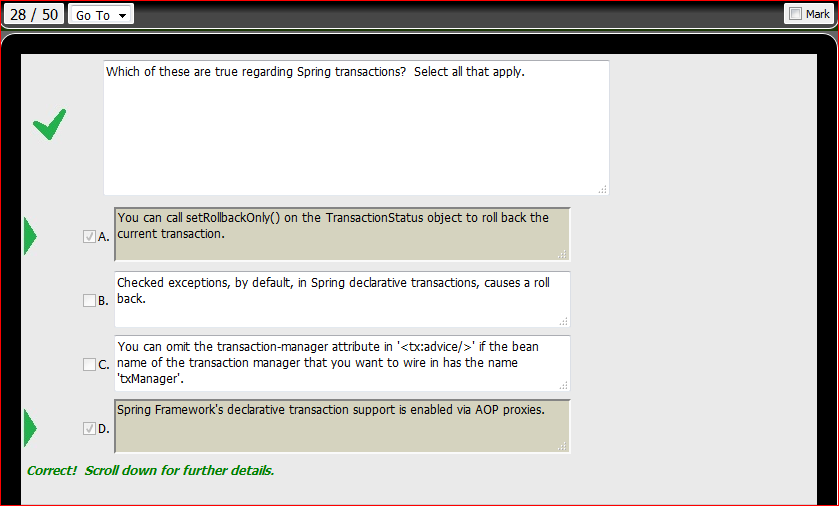 28 / 50 Go To Mark
Which of these are true regarding Spring transactions? Select all that apply.
A. You can call setRollbackOnly() on the TransactionStatus object to roll back the
current transaction.
B. Checked exceptions, by default, in Spring declarative transactions, causes a roll
back.
C. You can omit the transaction-manager attribute in '<tx:advice/>' if the bean
name of the transaction manager that you want to wire in has the name
'txManager'.
D. Spring Framework's declarative transaction support is enabled via AOP proxies.
Correct! Scroll down for further details.